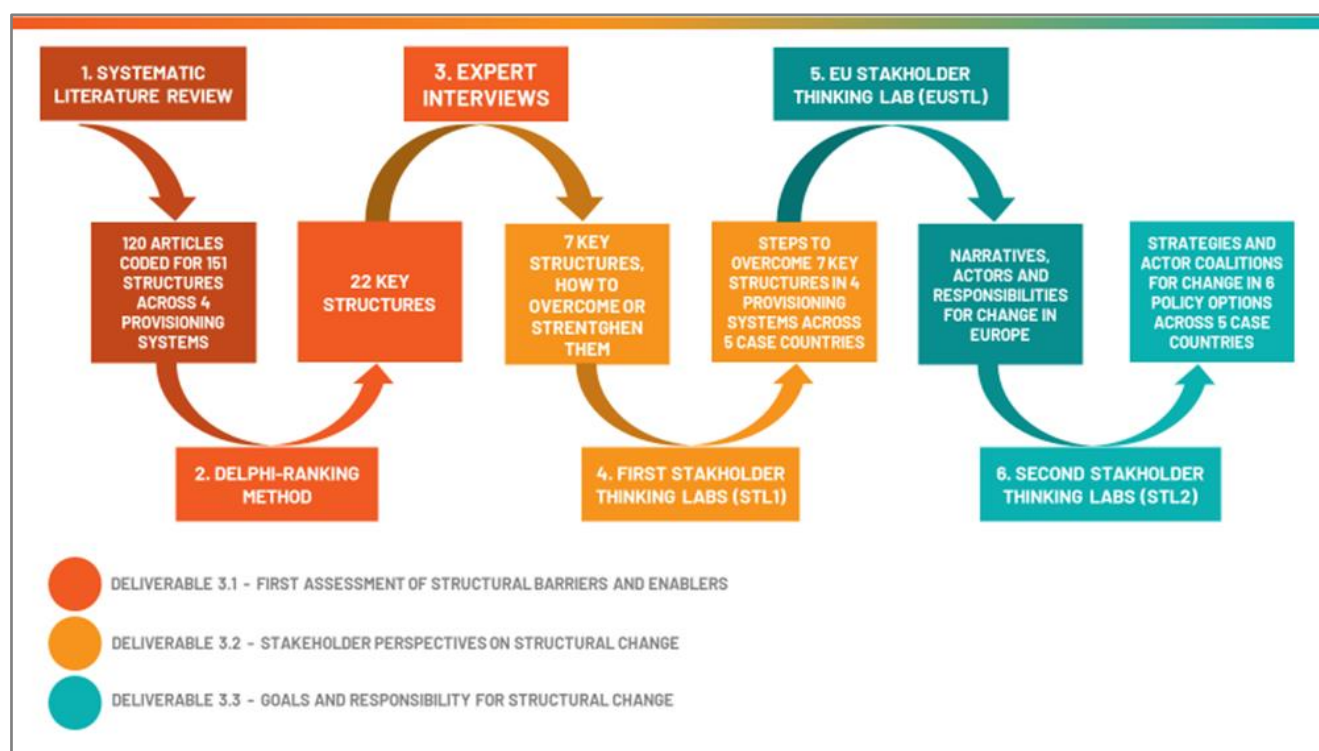 1. SYSTEMATIC
LITERATURE REVIEW
3. EXPERT
INTERVIEWS
5. EU STAKHOLDER
THINKING LAB (EUSTL)
120 ARTICLES
CODED FOR 151
STRUCTURES
ACROSS 4
PROVISIONING
SYSTEMS
22 KEY
STRUCTURES
7 KEY
STRUCTURES,
HOW TO
OVERCOME OR
STRENTGHEN
THEM
STEPS TO
OVERCOME 7 KEY
STRUCTURES IN 4
PROVISIONING
SYSTEMS ACROSS
5 CASE COUNTRIES
NARRATIVES,
ACTORS AND
RESPONSIBILITIES
FOR CHANGE IN
EUROPE
STRATEGIES AND
ACTOR COALITIONS
FOR CHANGE IN 6
POLICY OPTIONS
ACROSS 5 CASE
COUNTRIES
2. DELPHI-RANKING
METHOD
4. FIRST STAKHOLDER
THINKING LABS (STL1)
6. SECOND STAKHOLDER
THINKING LABS (STL2)
DELIVERABLE 3.1 - FIRST ASSESSMENT OF STRUCTURAL BARRIERS AND ENABLERS
DELIVERABLE 3.2 - STAKEHOLDER PERSPECTIVES ON STRUCTURAL CHANGE
DELIVERABLE 3.3 - GOALS AND RESPONSIBILITY FOR STRUCTURAL CHANGE